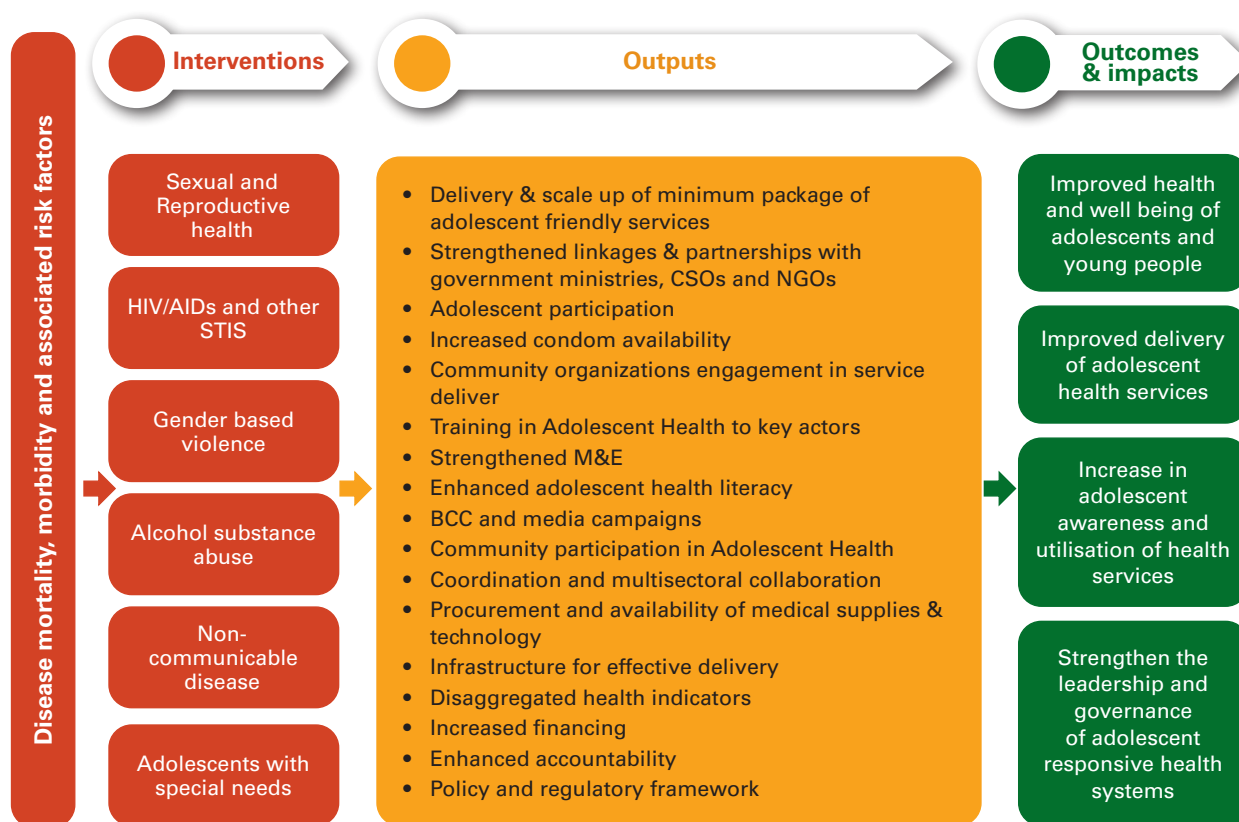 Interventions
Outputs
Outcomes
& impacts
Disease mortality, morbidity and associated risk factors
Sexual and
Reproductive
health
HIV/AIDs and other
STIS
Gender based
violence
Alcohol substance
abuse
Non-
communicable
disease
Adolescents with
special needs
• Delivery & scale up of minimum package of
adolescent friendly services
• Strengthened linkages & partnerships with
government ministries, CSOs and NGOs
• Adolescent participation
• Increased condom availability
• Community organizations engagement in service
deliver
• Training in Adolescent Health to key actors
• Strengthened M&E
• Enhanced adolescent health literacy
• BCC and media campaigns
• Community participation in Adolescent Health
• Coordination and multisectoral collaboration
• Procurement and availability of medical supplies &
technology
• Infrastructure for effective delivery
• Disaggregated health indicators
• Increased financing
• Enhanced accountability
• Policy and regulatory framework
Improved health
and well being of
adolescents and
young people
Improved delivery
of adolescent
health services
Increase in
adolescent
awareness and
utilisation of health
services
Strengthen the
leadership and
governance
of adolescent
responsive health
systems